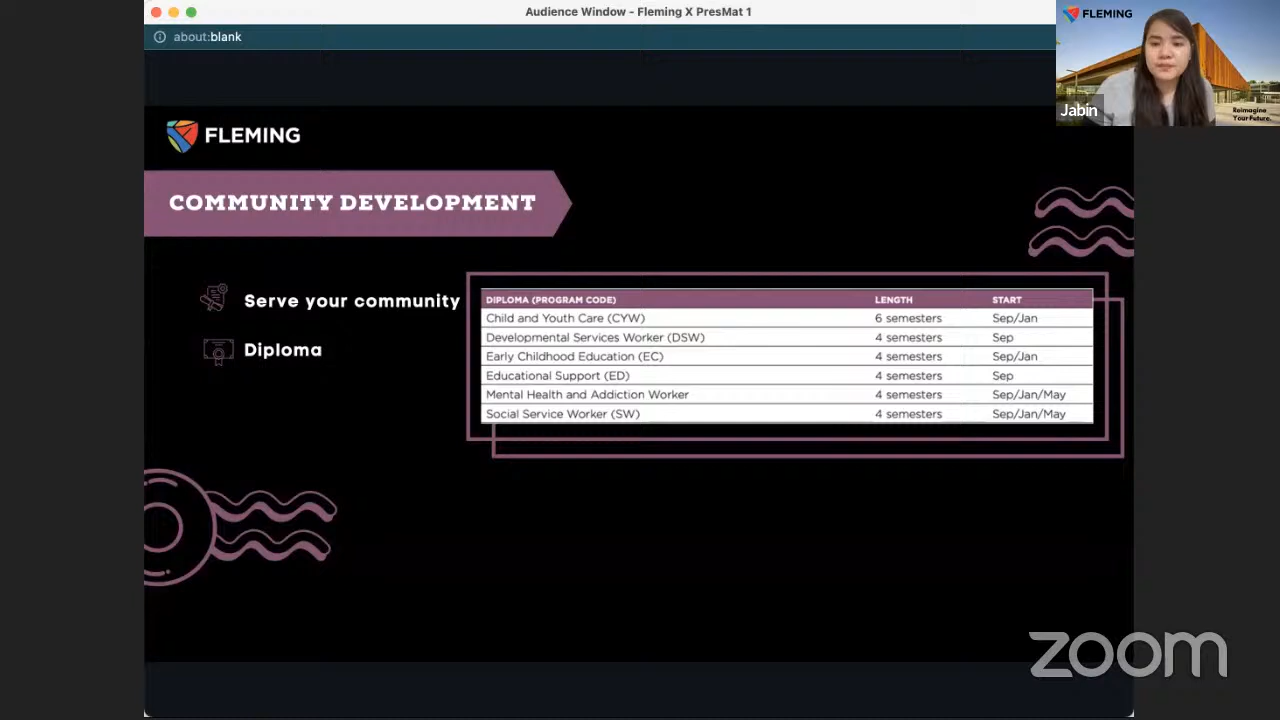 Audience Window - Fleming X PresMat 1
about:blank
FLEMING
Jabin
Reimagine
Your Future.
FLEMING
COMMUNITY DEVELOPMENT
Serve your community
Diploma
DIPLOMA (PROGRAM CODE) LENGTH START
Child and Youth Care (CYW) 6 semesters Sep/Jan
Developmental Services Worker (DSW) 4 semesters Sep
Early Childhood Education (EC) 4 semesters Sep/Jan
Educational Support (ED) 4 semesters Sep
Mental Health and Addiction Worker 4 semesters Sep/Jan/May
Social Service Worker (SW) 4 semesters Sep/Jan/May
zoom